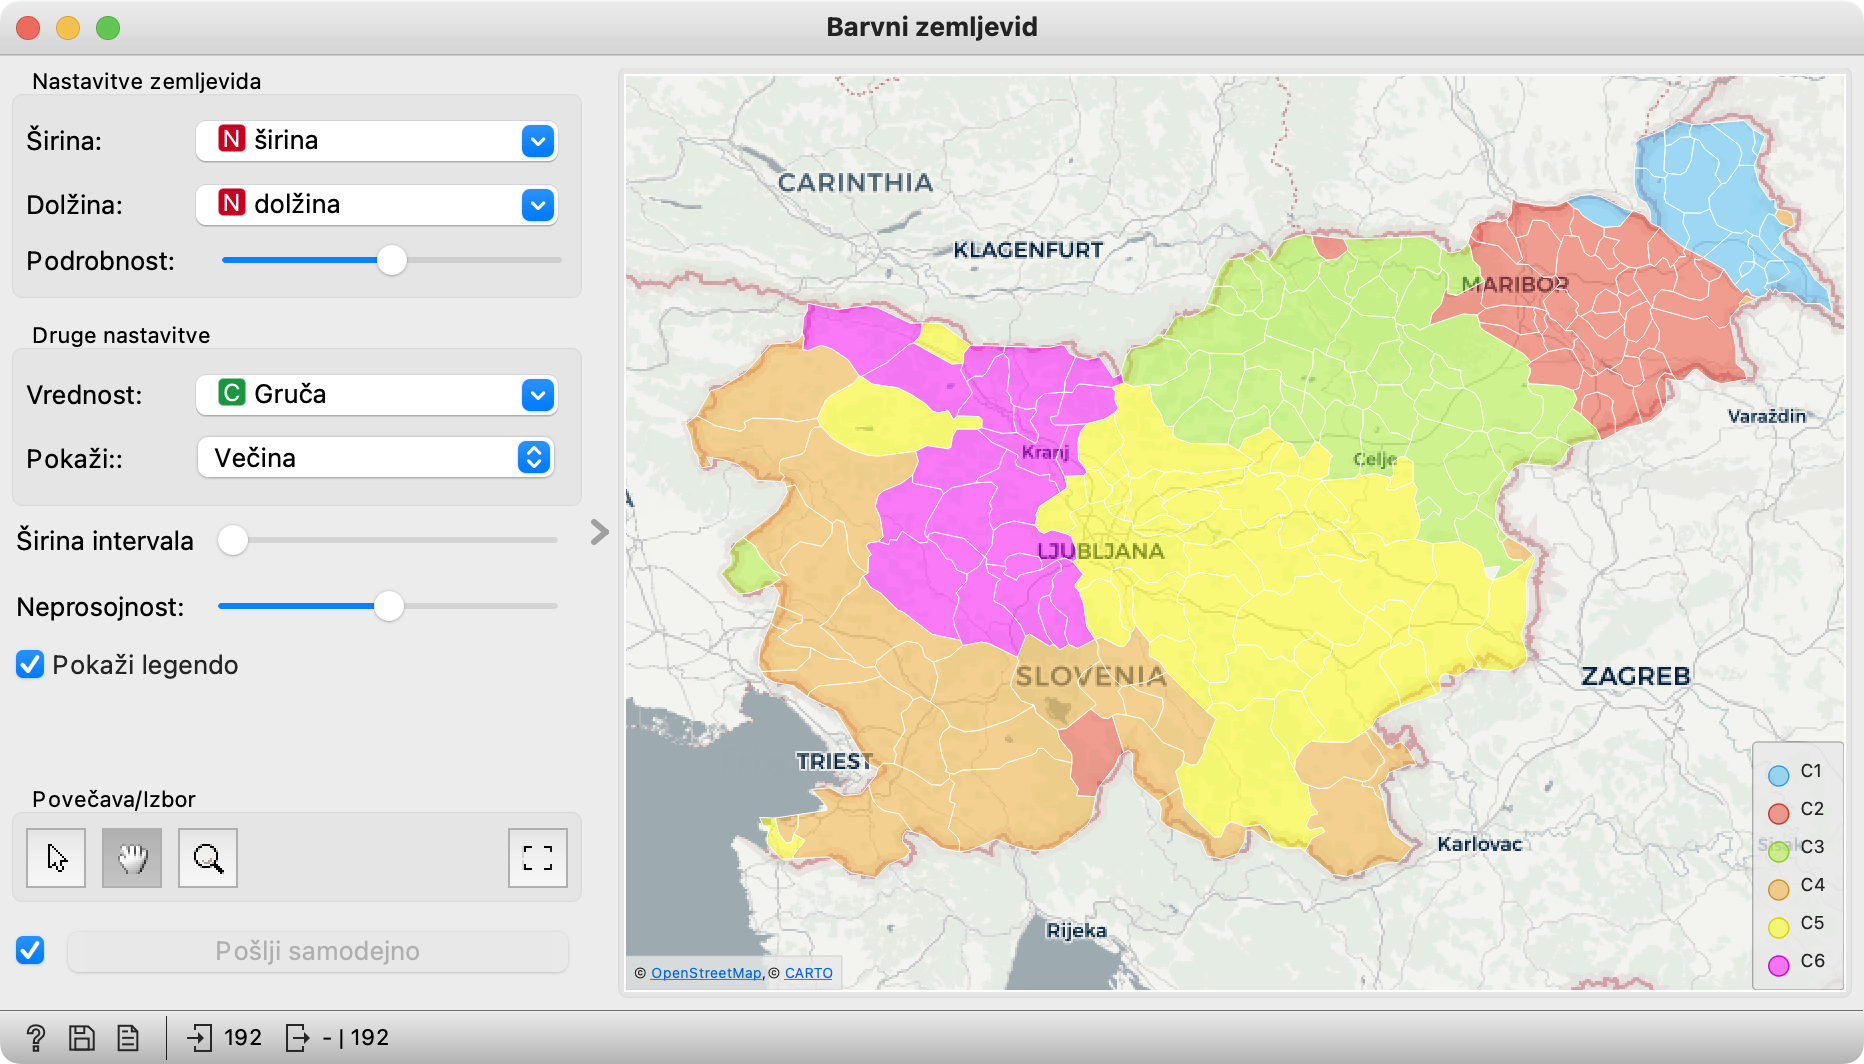 Barvni zemljevid
Nastavitve zemljevida
Širina:
N širina
Dolžina:
N dolžina
Podrobnost:
Druge nastavitve
Vrednost:
C Gruča
Pokaži::
Večina
Širina intervala
Neprosojnost:
Pokaži legendo
Povečava/Izbor
Pošlji samodejno
? 192 - | 192
CARINTHIA
KLAGENFURT
MARIBOR
Varaždin
Kranj
Celje
LJUBLJANA
SLOVENIA
ZAGREB
TRIEST
Karlovac
Rijeka
C1
C2
C3
C4
C5
C6
© OpenStreetMap, © CARTO